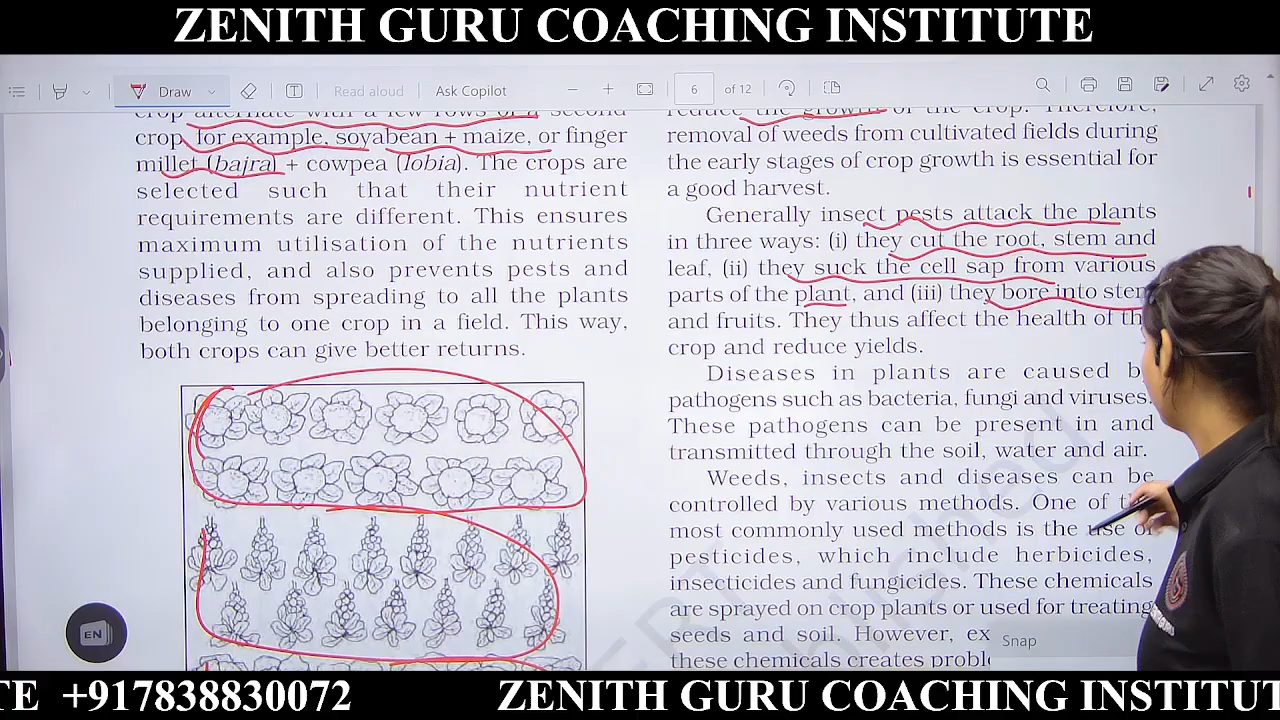 ZENITH GURU COACHING INSTITUTE
Draw
Read aloud
Ask Copilot
6
of 12
crop alternate with a few rows of a second
crop, for example, soyabean + maize, or finger
millet (bajra) + cowpea (lobia). The crops are
selected such that their nutrient
requirements are different. This ensures
maximum utilisation of the nutrients
supplied, and also prevents pests and
diseases from spreading to all the plants
belonging to one crop in a field. This way,
both crops can give better returns.
reduce the growth of the crop. Therefore,
removal of weeds from cultivated fields during
the early stages of crop growth is essential for
a good harvest.
Generally insect pests attack the plants
in three ways: (i) they cut the root, stem and
leaf, (ii) they suck the cell sap from various
parts of the plant, and (iii) they bore into stem
and fruits. They thus affect the health of the
crop and reduce yields.
Diseases in plants are caused by
pathogens such as bacteria, fungi and viruses.
These pathogens can be present in and
transmitted through the soil, water and air.
Weeds, insects and diseases can be
controlled by various methods. One of the
most commonly used methods is the use of
pesticides, which include herbicides,
insecticides and fungicides. These chemicals
are sprayed on crop plants or used for treating
seeds and soil. However, ex
these chemicals creates probl
EN
Snap
TE +917838830072
ZENITH GURU COACHING INSTITUT